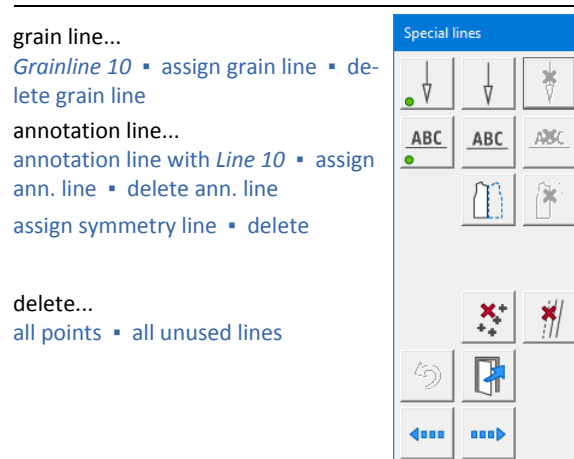 grain line...
Grainline 10 ▪ assign grain line ▪ de-
lete grain line
annotation line...
annotation line with Line 10 ▪ assign
ann. line ▪ delete ann. line
assign symmetry line ▪ delete
delete...
all points ▪ all unused lines
Special lines
ABC ABC ABC